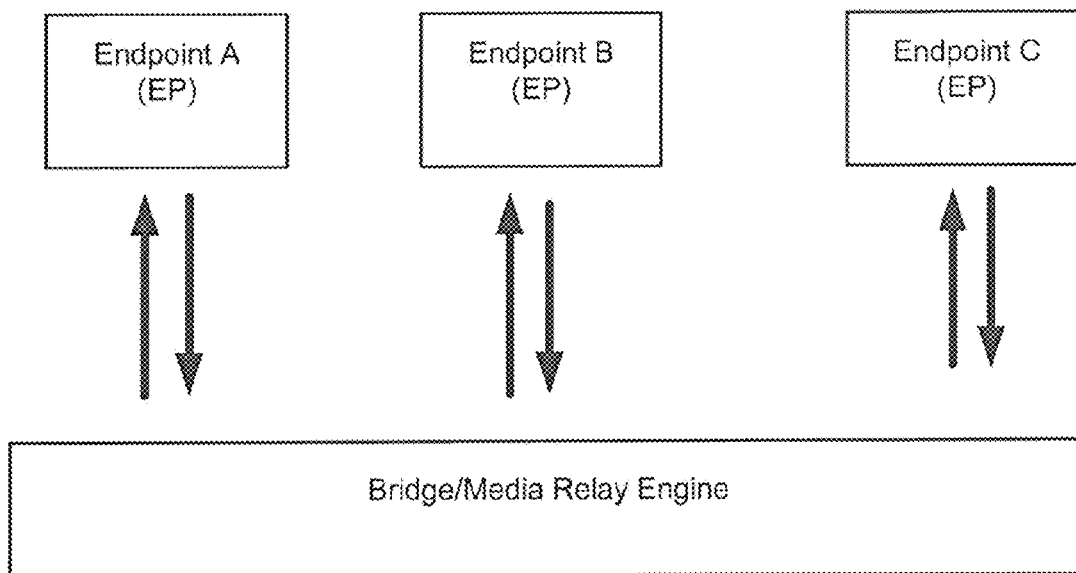 Endpoint A
(EP)
Endpoint B
(EP)
Endpoint C
(EP)
Bridge/Media Relay Engine